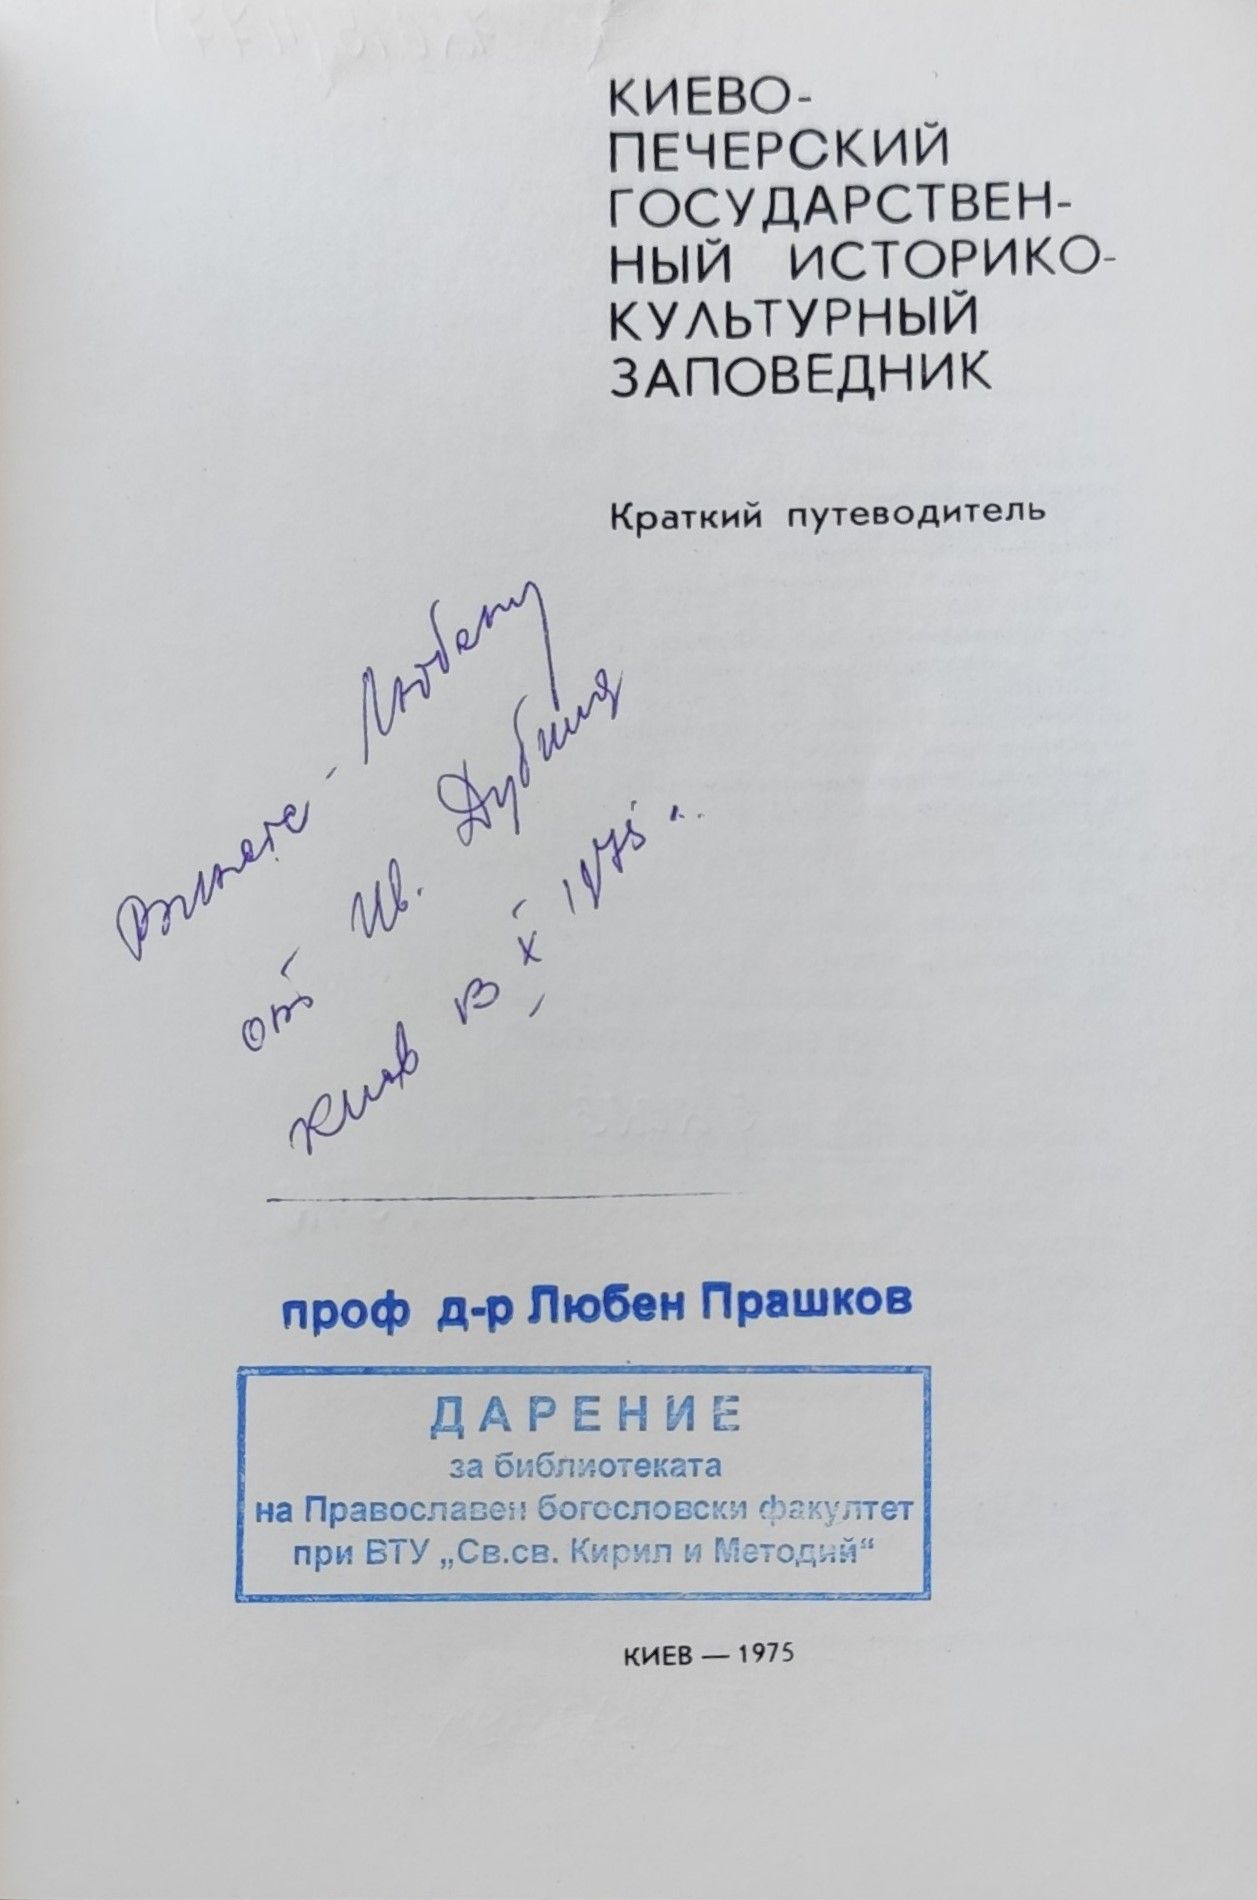 КИЕВО-
ПЕЧЕРСКИЙ
ГОСУДАРСТВЕН-
НЫЙ ИСТОРИКО-
КУЛЬТУРНЫЙ
ЗАПОВЕДНИК
Краткий путеводитель
Любену
от Ив. Дубиня
Киев В X 1975
проф д-р Любен Прашков
ДАРЕНИЕ
за библиотеката
на Православен богословски факултет
при ВТУ „Св.св. Кирил и Методий“
КИЕВ — 1975